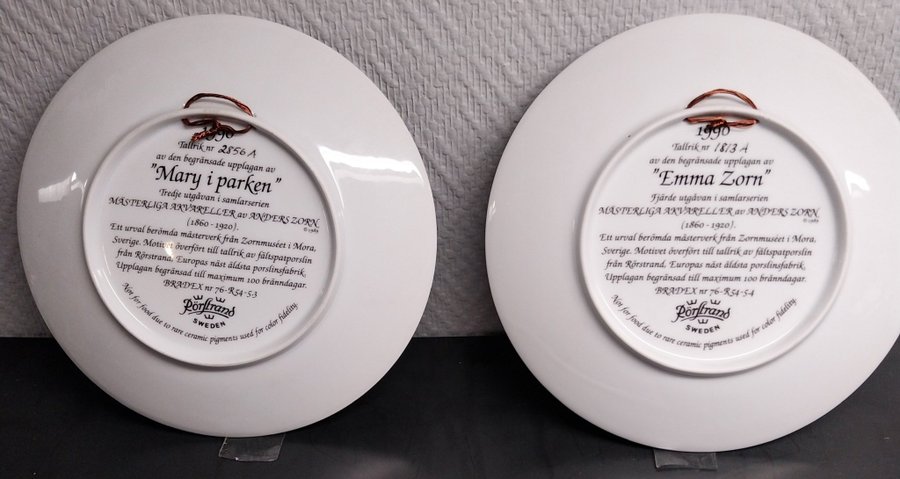 1990
Tallrik nr 2856 A
av den begränsade upplagan av
"Mary i parken"
Tredje utgåvan i samlarserien
MÄSTERLIGA AKVARELLER av ANDERS ZORN
(1860 - 1920).
Ett urval berömda mästerverk från Zornmuséet i Mora,
Sverige. Motivet överfört till tallrik av fältspatporslin
från Rörstrand, Europas näst äldsta porslinsfabrik.
Upplagan begränsad till maximum 100 bränndagar.
BRADEX nr 76-R54-5.3
Rörstrand
SWEDEN
Not for food due to rare ceramic pigments used for color fidelity.
1990
Tallrik nr 1813 A
av den begränsade upplagan av
"Emma Zorn"
Fjärde utgåvan i samlarserien
MÄSTERLIGA AKVARELLER av ANDERS ZORN
(1860 - 1920).
Ett urval berömda mästerverk från Zornmuséet i Mora,
Sverige. Motivet överfört till tallrik av fältspatporslin
från Rörstrand, Europas näst äldsta porslinsfabrik.
Upplagan begränsad till maximum 100 bränndagar.
BRADEX nr 76-R54-5.4
Rörstrand
SWEDEN
Not for food due to rare ceramic pigments used for color fidelity.